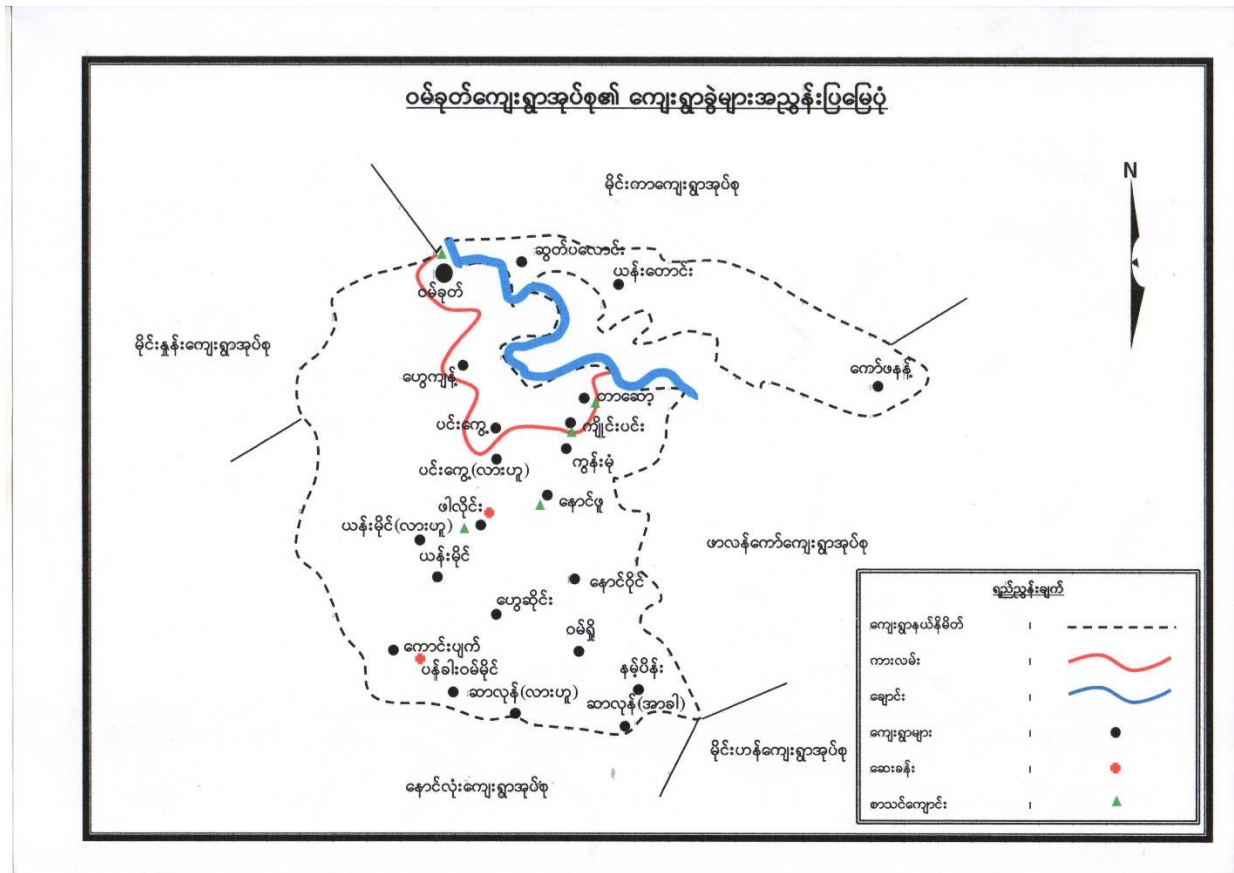 ဝမ်ခုတ်ကျေးရွာအုပ်စု၏ ကျေးရွာခွဲများအညွှန်းပြမြေပုံ
N
မိုင်းကာကျေးရွာအုပ်စု
ဆွတ်ပလောင်း
ယန်းတောင်း
ဝမ်ခုတ်
မိုင်းနှုန်းကျေးရွာအုပ်စု
ဟွေကျန့်
ကော်ဖနန့်
တာဆော့
ပင်းကွေ့
ကျိုင်းပင်း
ကွန်းမုံ
ပင်းကွေ့(လားဟူ)
ဖါလိုင်း
နောင်ဖူ
ယန်းမိုင်(လားဟူ)
ယန်းမိုင်
ဖာလန်ကော်ကျေးရွာအုပ်စု
နောင်ဝိုင်
ဟွေဆိုင်း
ဝမ်ရှို
ကောင်းပျက်
ပန်ခါးဝမ်မိုင်
နမ့်ပိန်း
ဆာလုန်(လားဟူ)
ဆာလုန်(အာခါ)
မိုင်းဟန်ကျေးရွာအုပ်စု
နောင်လုံးကျေးရွာအုပ်စု
ရည်ညွှန်းချက်
ကျေးရွာနယ်နိမိတ် ၊
ကားလမ်း ၊
ချောင်း ၊
ကျေးရွာများ ၊
ဆေးခန်း ၊
စာသင်ကျောင်း ၊